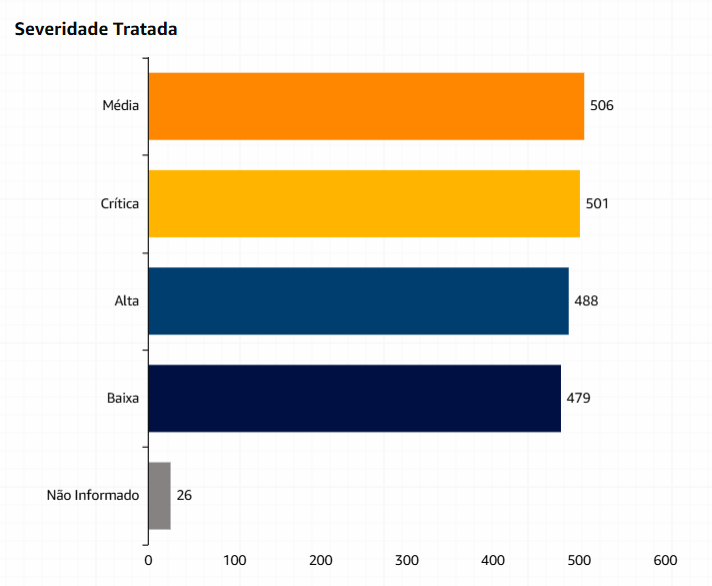 Severidade Tratada
Média 506
Crítica 501
Alta 488
Baixa 479
Não Informado 26
0 100 200 300 400 500 600